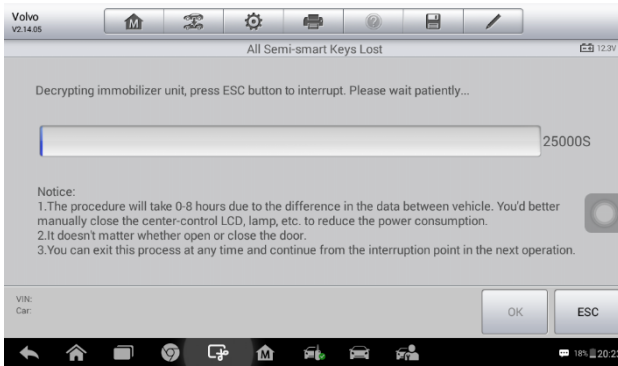 Volvo
V2.14.05
All Semi-smart Keys Lost
12.3V
Decrypting immobilizer unit, press ESC button to interrupt. Please wait patiently...
25000S
Notice:
1.The procedure will take 0-8 hours due to the difference in the data between vehicle. You'd better
manually close the center-control LCD, lamp, etc. to reduce the power consumption.
2.It doesn't matter whether open or close the door.
3.You can exit this process at any time and continue from the interruption point in the next operation.
VIN:
Car:
OK
ESC
18%